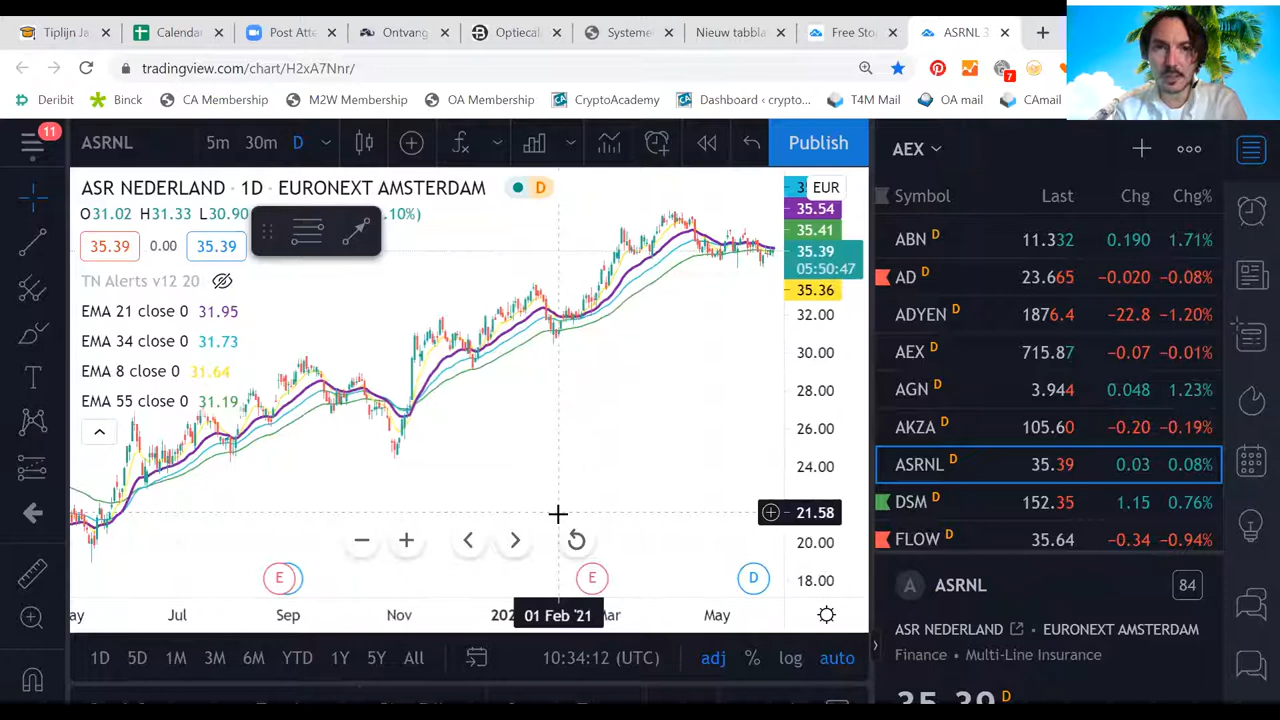 Tiplijn Ja
Calenda
Post Atte
Ontvang
Optiecal
Systeme
Nieuw tabbla
Free Sto
ASRNL 3
tradingview.com/chart/H2xA7Nnr/
7
Deribit
Binck
CA Membership
M2W Membership
OA Membership
CryptoAcademy
Dashboard ‹ crypto...
T4M Mail
OA mail
CAmail
11
ASRNL
5m
30m
D
Publish
AEX
ASR NEDERLAND · 1D · EURONEXT AMSTERDAM
D
EUR
Symbol
Last
Chg
Chg%
O31.02 H31.33 L30.90
.10%)
35.54
35.41
35.39
0.00
35.39
35.39
05:50:47
35.36
TN Alerts v12 20
EMA 21 close 0 31.95
EMA 34 close 0 31.73
EMA 8 close 0 31.64
EMA 55 close 0 31.19
32.00
30.00
28.00
26.00
24.00
21.58
20.00
18.00
ABN D 11.332 0.190 1.71%
AD D 23.665 −0.020 −0.08%
ADYEN D 1876.4 −22.8 −1.20%
AEX D 715.87 −0.07 −0.01%
AGN D 3.944 0.048 1.23%
AKZA D 105.60 −0.20 −0.19%
ASRNL D 35.39 0.03 0.08%
DSM D 152.35 1.15 0.76%
FLOW D 35.64 −0.34 −0.94%
E
E
D
ay
Jul
Sep
Nov
202
01 Feb '21
Mar
May
A
ASRNL
84
ASR NEDERLAND
• EURONEXT AMSTERDAM
Finance • Multi-Line Insurance
1D
5D
1M
3M
6M
YTD
1Y
5Y
All
10:34:12 (UTC)
adj
%
log
auto
35.39 D